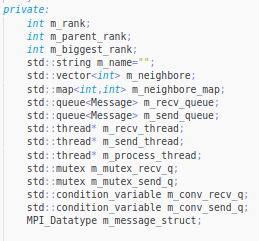 private:
int m_rank;
int m_parent_rank;
int m_biggest_rank;
std::string m_name="";
std::vector<int> m_neighbore;
std::map<int,int> m_neighbore_map;
std::queue<Message> m_recv_queue;
std::queue<Message> m_send_queue;
std::thread* m_recv_thread;
std::thread* m_send_thread;
std::thread* m_process_thread;
std::mutex m_mutex_recv_q;
std::mutex m_mutex_send_q;
std::condition_variable m_conv_recv_q;
std::condition_variable m_conv_send_q;
MPI_Datatype m_message_struct;